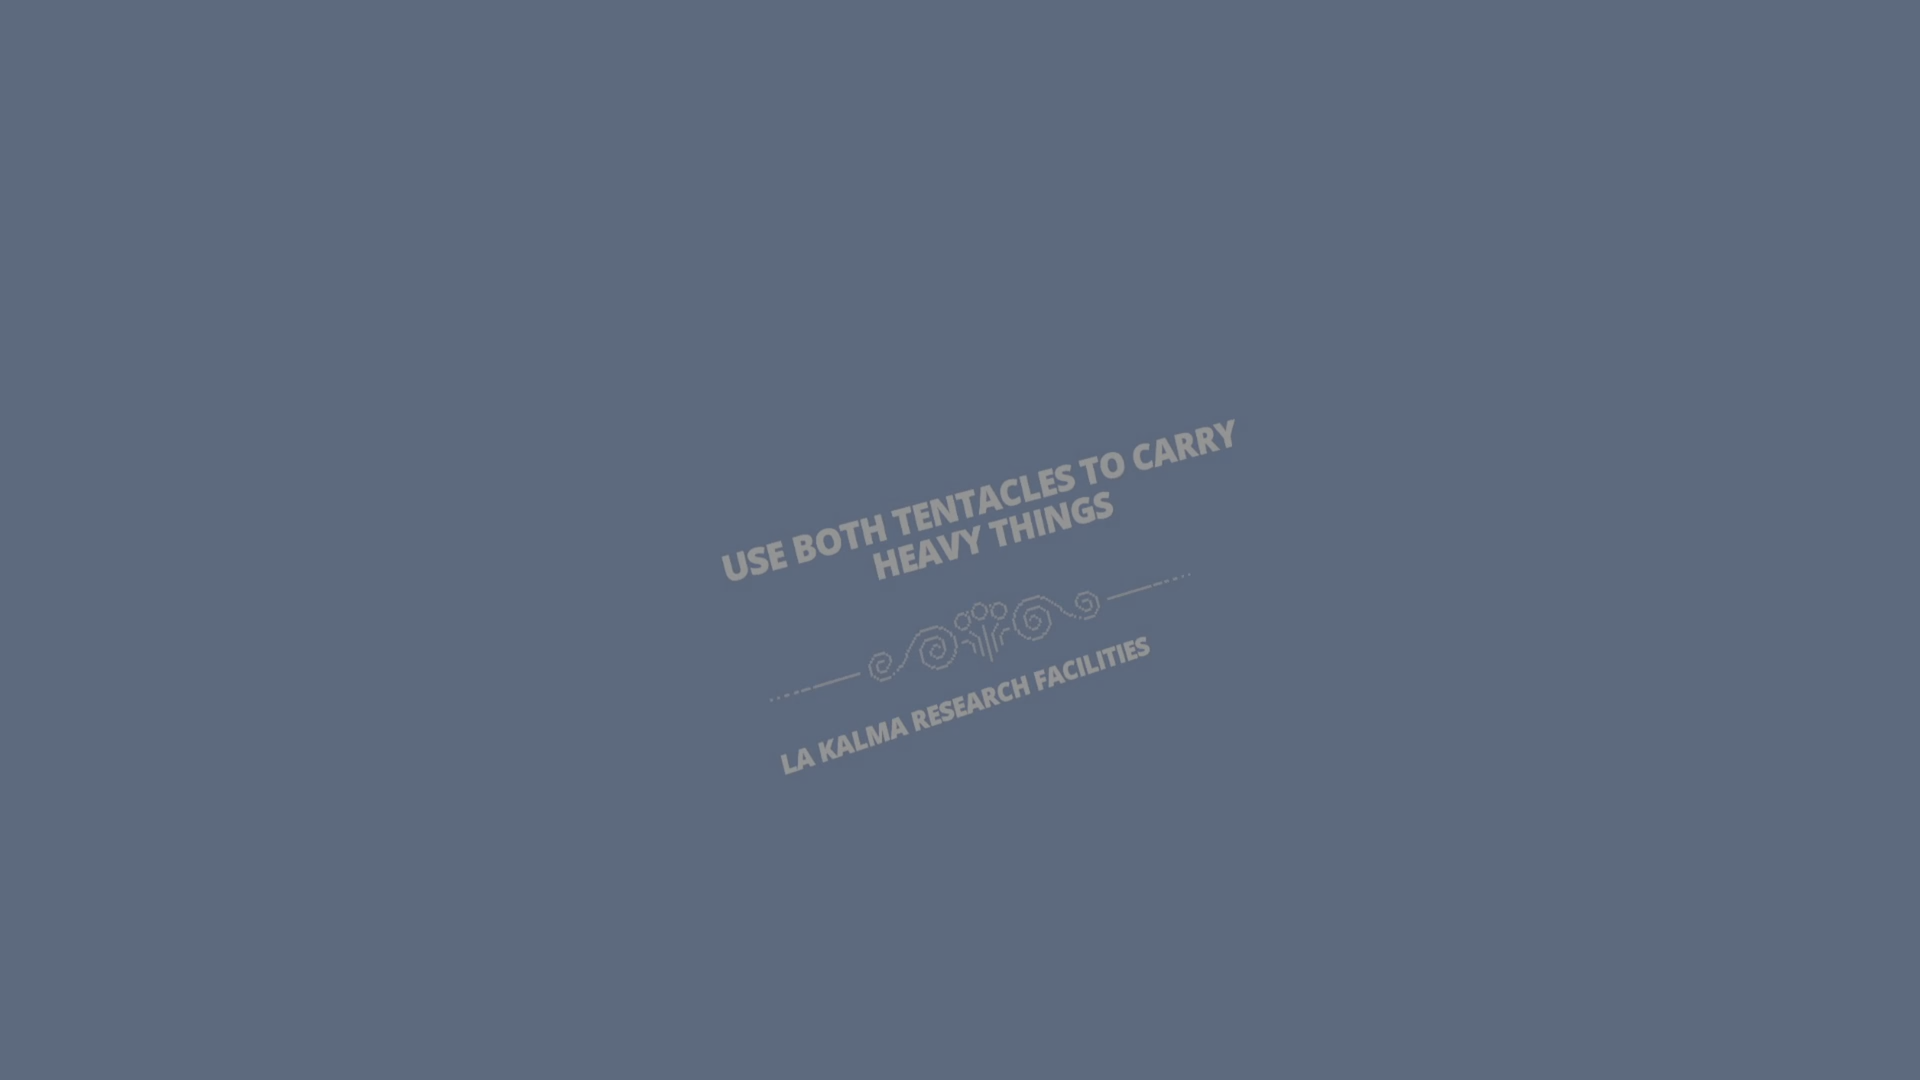 USE BOTH TENTACLES TO CARRY
HEAVY THINGS
LA KALMA RESEARCH FACILITIES